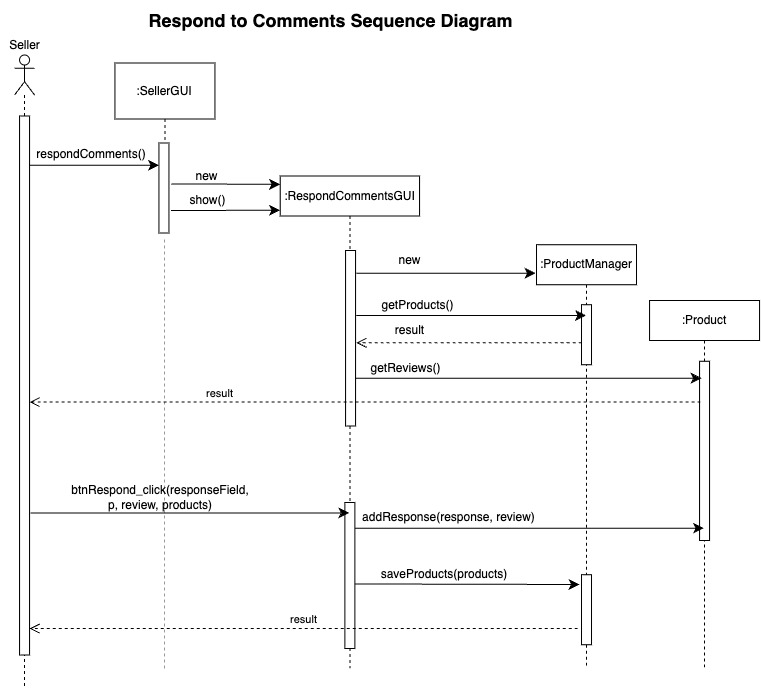 Respond to Comments Sequence Diagram
Seller
:SellerGUI
respondComments()
new
show()
:RespondCommentsGUI
new
:ProductManager
getProducts()
result
:Product
getReviews()
result
btnRespond_click(responseField,
p, review, products)
addResponse(response, review)
saveProducts(products)
result